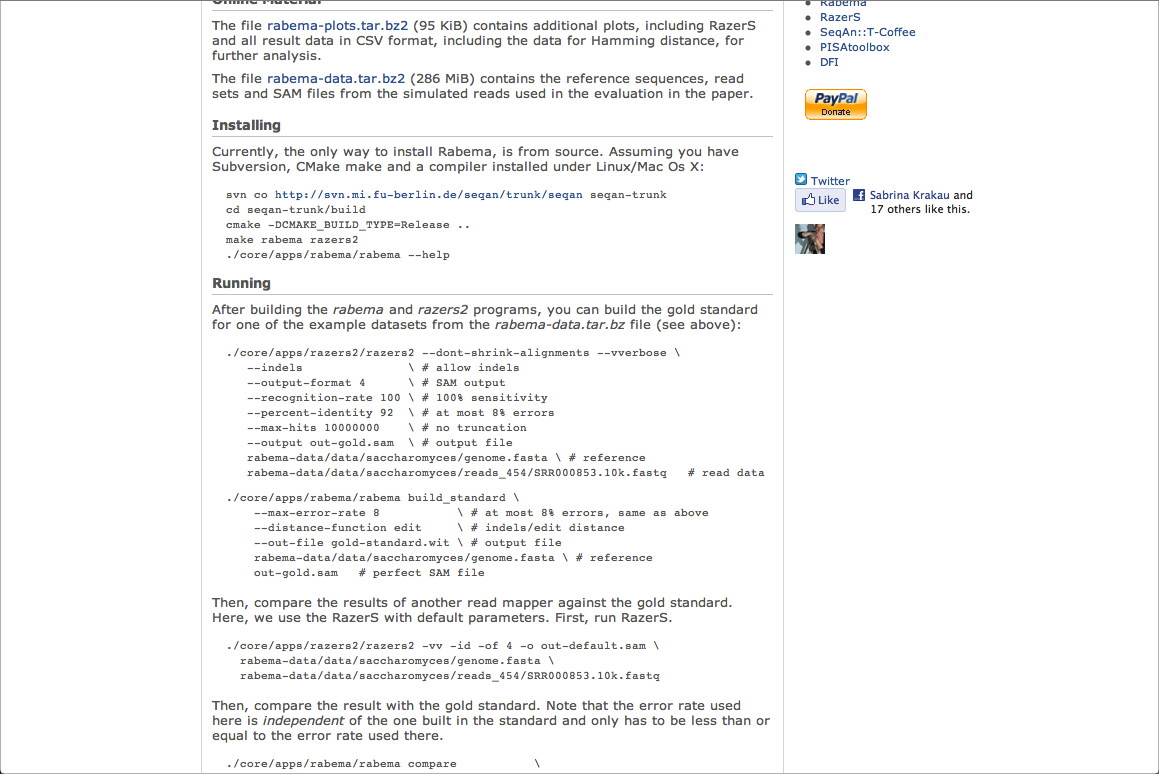 Online Material
The file rabema-plots.tar.bz2 (95 KiB) contains additional plots, including RazerS
and all result data in CSV format, including the data for Hamming distance, for
further analysis.
The file rabema-data.tar.bz2 (286 MiB) contains the reference sequences, read
sets and SAM files from the simulated reads used in the evaluation in the paper.
Installing
Currently, the only way to install Rabema, is from source. Assuming you have
Subversion, CMake make and a compiler installed under Linux/Mac Os X:
svn co http://svn.mi.fu-berlin.de/seqan/trunk/seqan seqan-trunk
cd seqan-trunk/build
cmake -DCMAKE_BUILD_TYPE=Release ..
make rabema razers2
./core/apps/rabema/rabema --help
Running
After building the rabema and razers2 programs, you can build the gold standard
for one of the example datasets from the rabema-data.tar.bz file (see above):
./core/apps/razers2/razers2 --dont-shrink-alignments --vverbose \
--indels \ # allow indels
--output-format 4 \ # SAM output
--recognition-rate 100 \ # 100% sensitivity
--percent-identity 92 \ # at most 8% errors
--max-hits 10000000 \ # no truncation
--output out-gold.sam \ # output file
rabema-data/data/saccharomyces/genome.fasta \ # reference
rabema-data/data/saccharomyces/reads_454/SRR000853.10k.fastq # read data
./core/apps/rabema/rabema build_standard \
--max-error-rate 8 \ # at most 8% errors, same as above
--distance-function edit \ # indels/edit distance
--out-file gold-standard.wit \ # output file
rabema-data/data/saccharomyces/genome.fasta \ # reference
out-gold.sam # perfect SAM file
Then, compare the results of another read mapper against the gold standard.
Here, we use the RazerS with default parameters. First, run RazerS.
./core/apps/razers2/razers2 -vv -id -of 4 -o out-default.sam \
rabema-data/data/saccharomyces/genome.fasta \
rabema-data/data/saccharomyces/reads_454/SRR000853.10k.fastq
Then, compare the result with the gold standard. Note that the error rate used
here is independent of the one built in the standard and only has to be less than or
equal to the error rate used there.
./core/apps/rabema/rabema compare \
Rabema
RazerS
SeqAn::T-Coffee
PISAtoolbox
DFI
PayPal
Donate
Twitter
Like
Sabrina Krakau and
17 others like this.